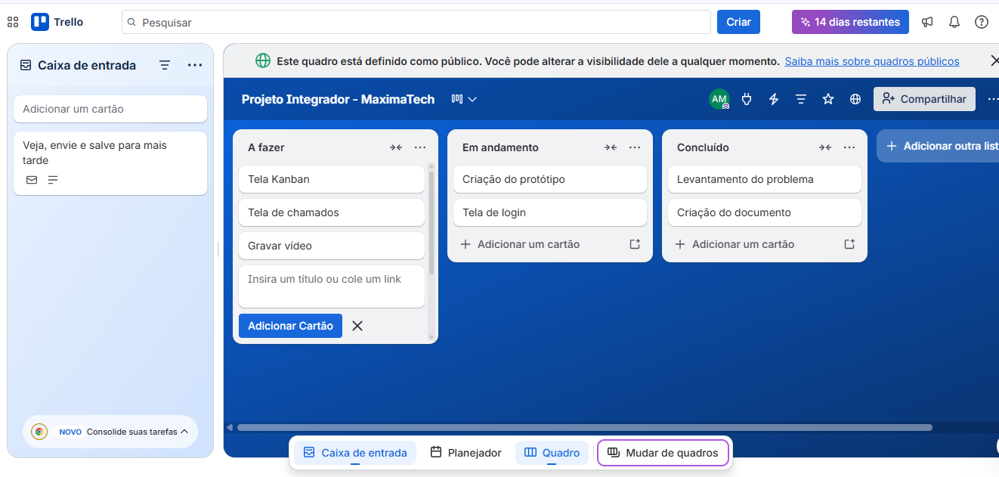 Trello
Pesquisar
Criar
14 dias restantes
Caixa de entrada
Adicionar um cartão
Veja, envie e salve para mais
tarde
NOVO Consolide suas tarefas
Este quadro está definido como público. Você pode alterar a visibilidade dele a qualquer momento. Saiba mais sobre quadros públicos
Projeto Integrador - MaximaTech
AM
Compartilhar
A fazer
Tela Kanban
Tela de chamados
Gravar vídeo
Insira um título ou cole um link
Adicionar Cartão
Em andamento
Criação do protótipo
Tela de login
Adicionar um cartão
Concluído
Levantamento do problema
Criação do documento
Adicionar um cartão
Adicionar outra list
Caixa de entrada
Planejador
Quadro
Mudar de quadros